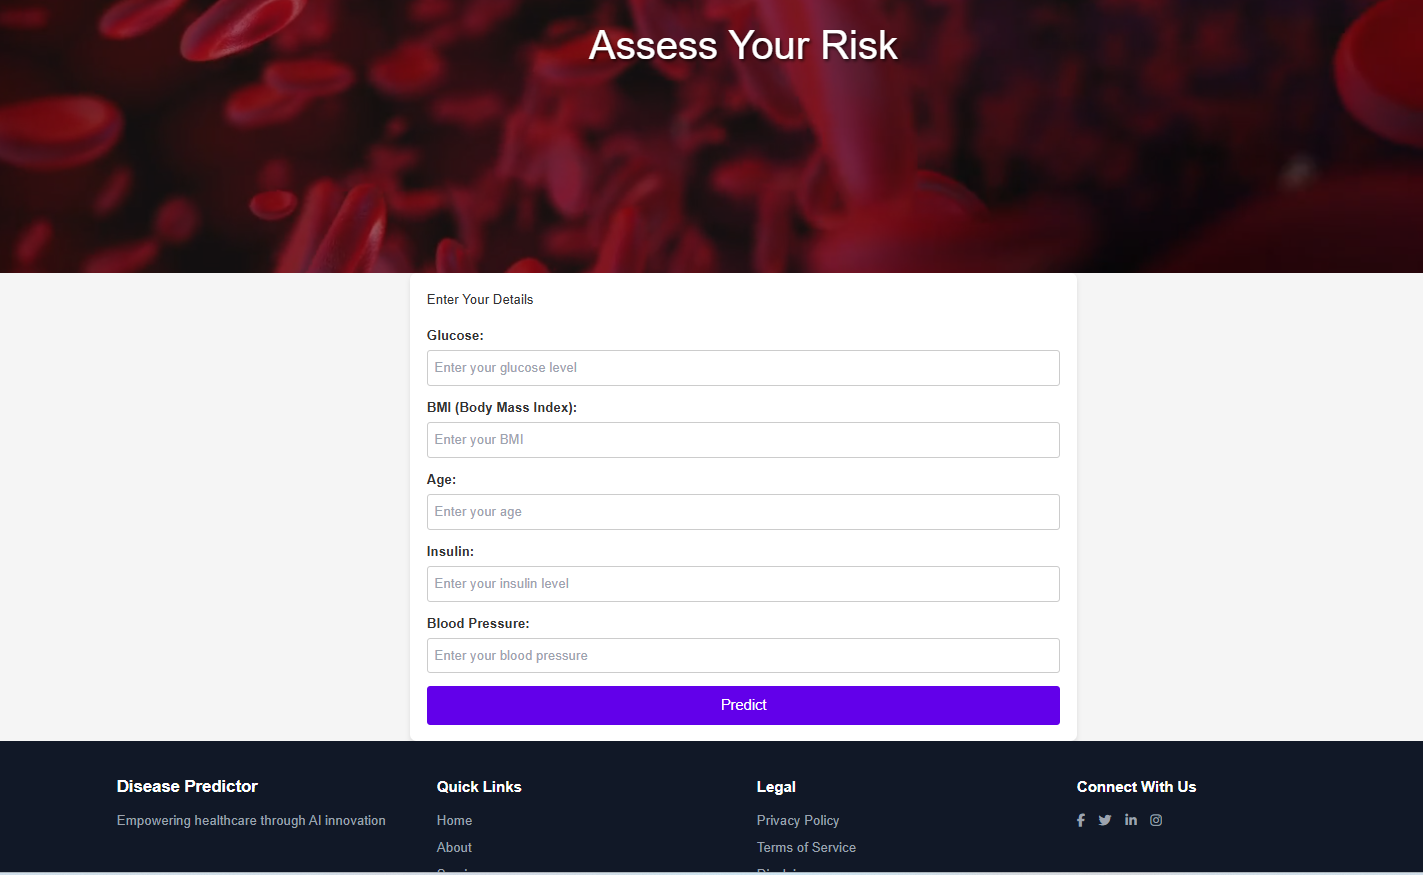 Assess Your Risk
Enter Your Details
Glucose:
Enter your glucose level
BMI (Body Mass Index):
Enter your BMI
Age:
Enter your age
Insulin:
Enter your insulin level
Blood Pressure:
Enter your blood pressure
Predict
Disease Predictor
Empowering healthcare through AI innovation
Quick Links
Home
About
Legal
Privacy Policy
Terms of Service
Connect With Us